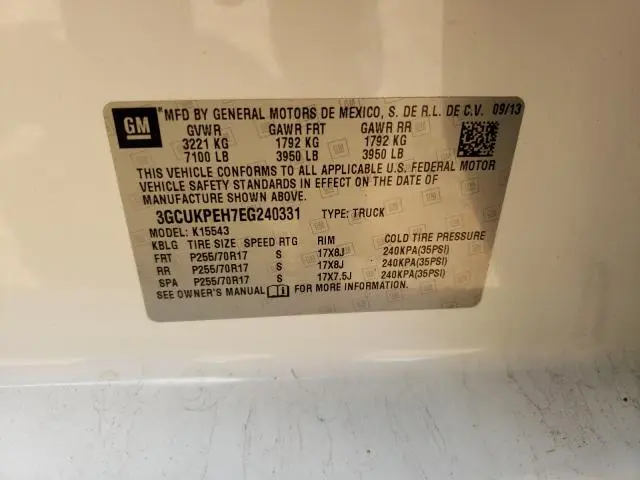 GM
MFD BY GENERAL MOTORS DE MEXICO, S. DE R.L. DE C.V. 09/13
GVWR GAWR FRT GAWR RR
3221 KG 1792 KG 1792 KG
7100 LB 3950 LB 3950 LB
THIS VEHICLE CONFORMS TO ALL APPLICABLE U.S. FEDERAL MOTOR
VEHICLE SAFETY STANDARDS IN EFFECT ON THE DATE OF
MANUFACTURE SHOWN ABOVE.
3GCUKPEH7EG240331 TYPE: TRUCK
MODEL: K15543
KBLG TIRE SIZE SPEED RTG RIM COLD TIRE PRESSURE
FRT P255/70R17 S 17X8J 240KPA(35PSI)
RR P255/70R17 S 17X8J 240KPA(35PSI)
SPA P255/70R17 S 17X7.5J 240KPA(35PSI)
SEE OWNER'S MANUAL FOR MORE INFORMATION.